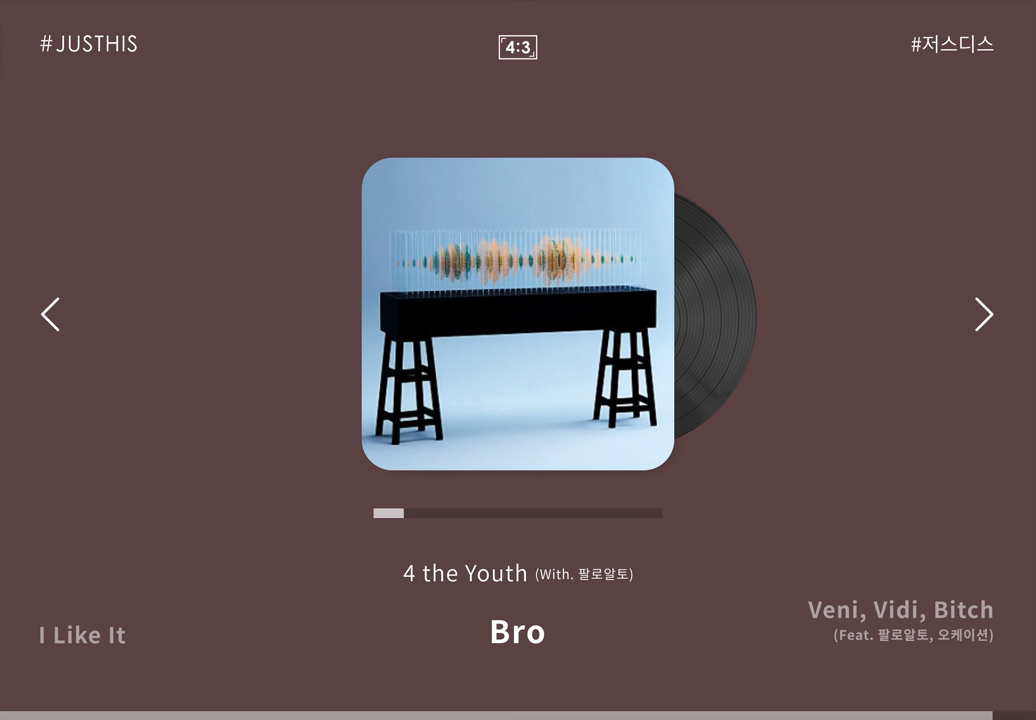 #JUSTHIS
4:3
#저스디스
4 the Youth (With. 팔로알토)
I Like It
Bro
Veni, Vidi, Bitch
(Feat. 팔로알토, 오케이션)